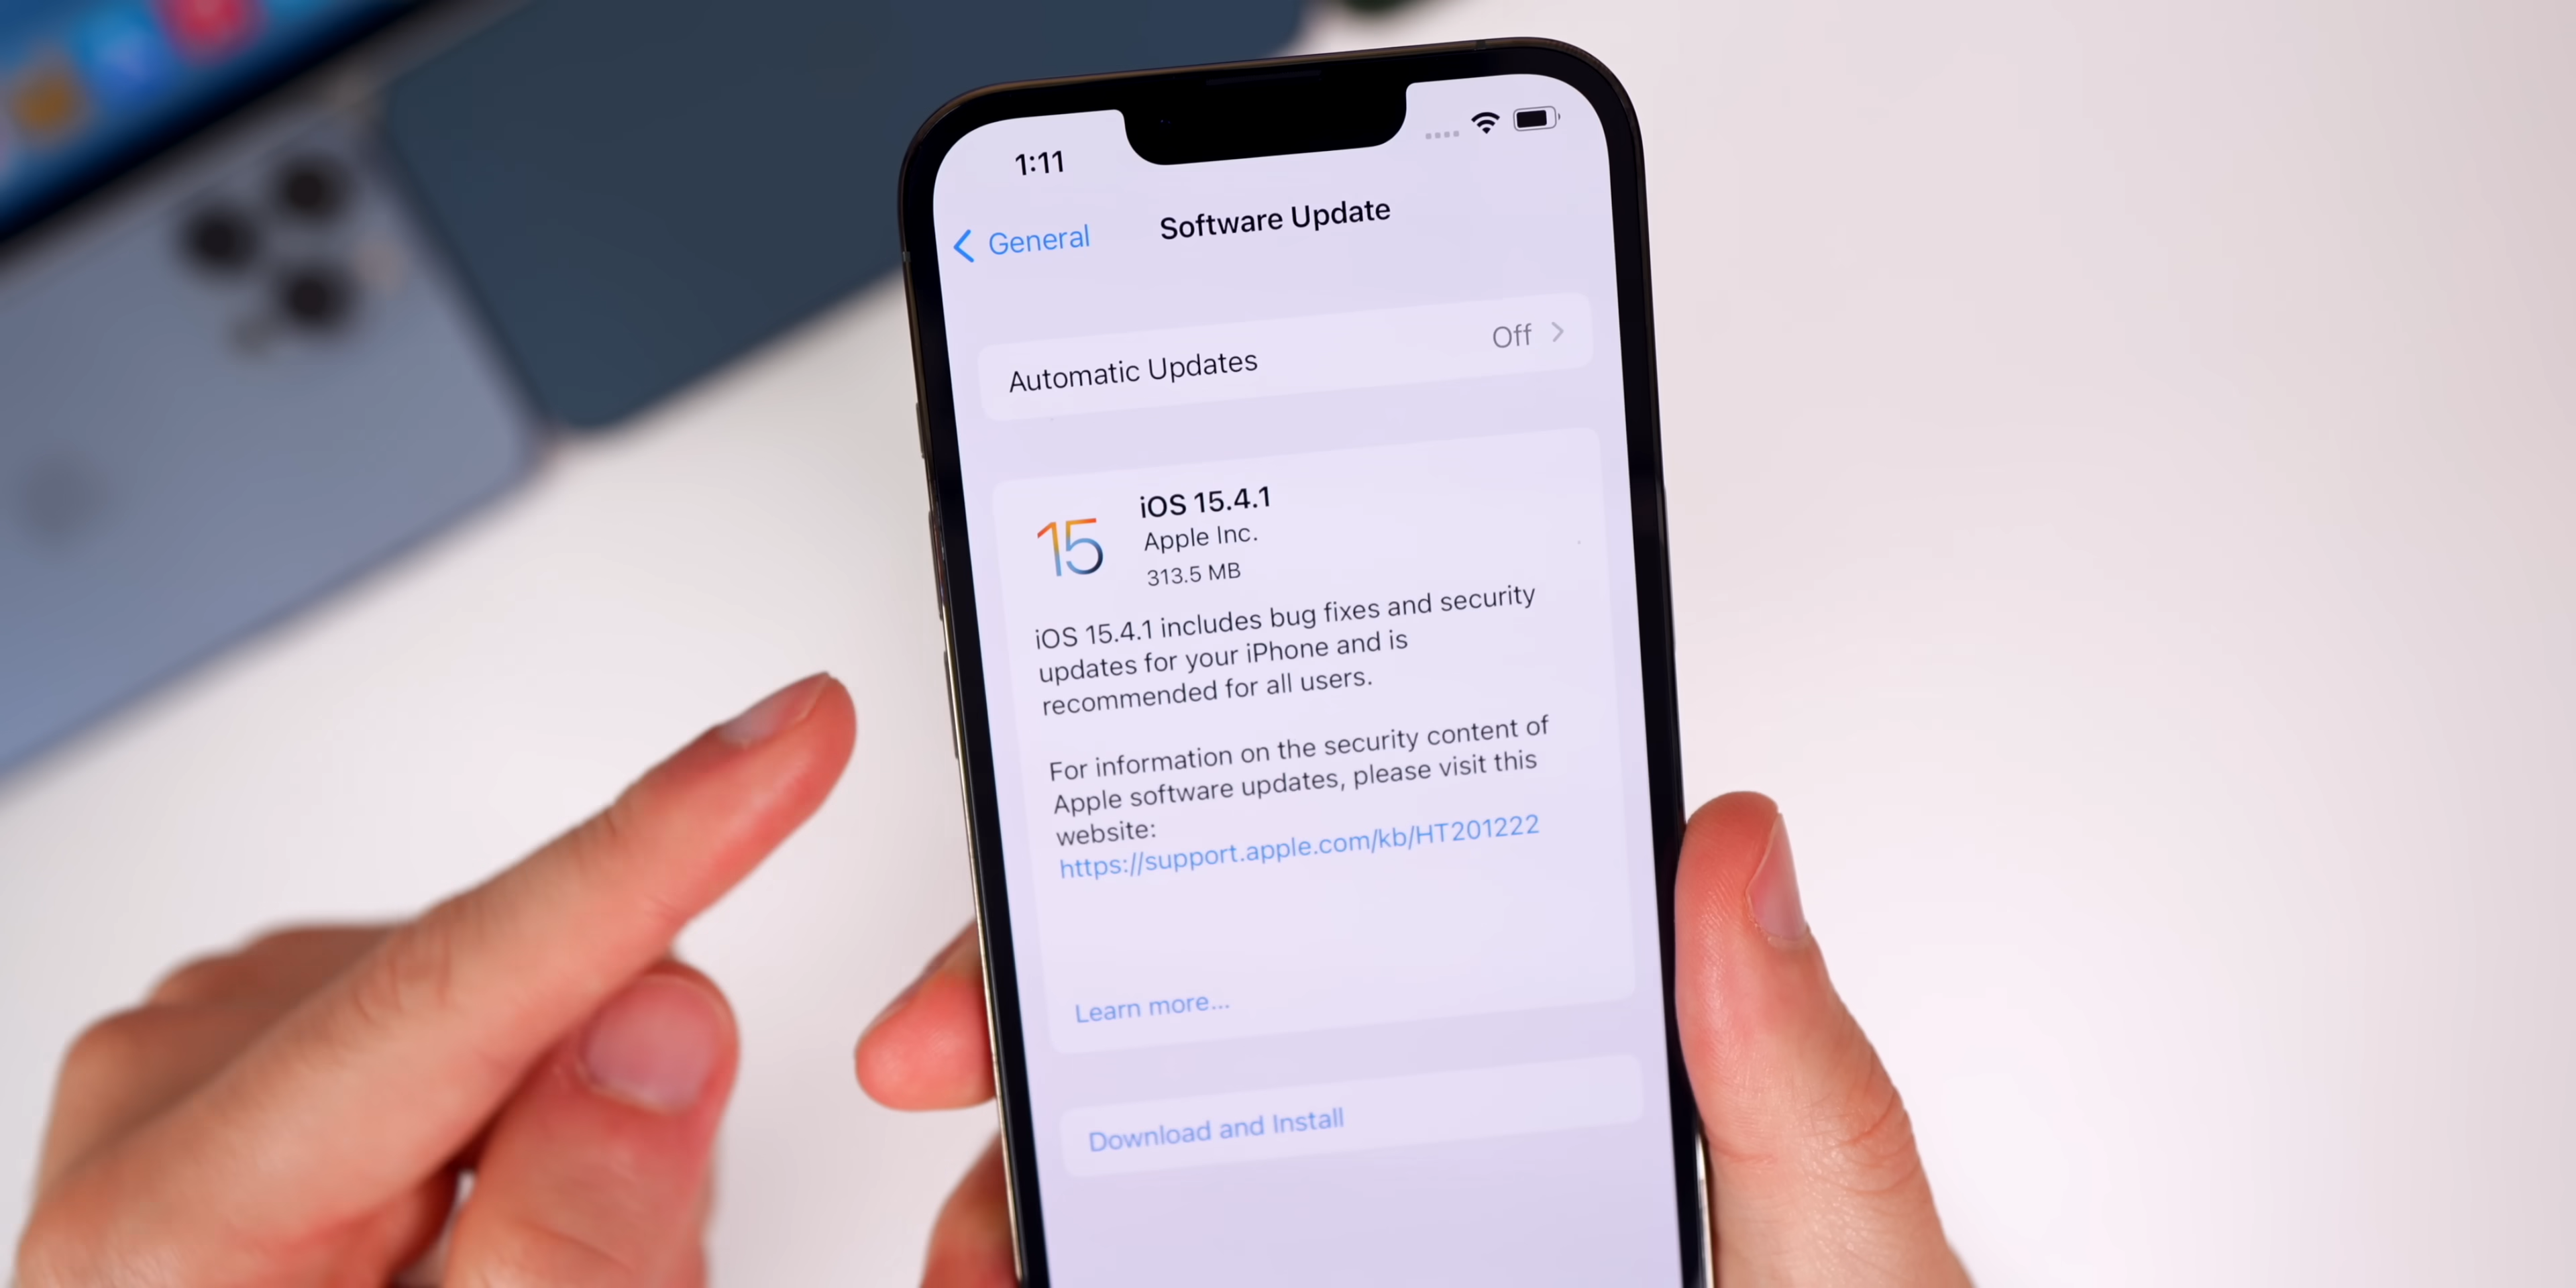 1:11
General
Software Update
Automatic Updates
Off
15
iOS 15.4.1
Apple Inc.
313.5 MB
iOS 15.4.1 includes bug fixes and security
updates for your iPhone and is
recommended for all users.
For information on the security content of
Apple software updates, please visit this
website:
https://support.apple.com/kb/HT201222
Learn more...
Download and Install